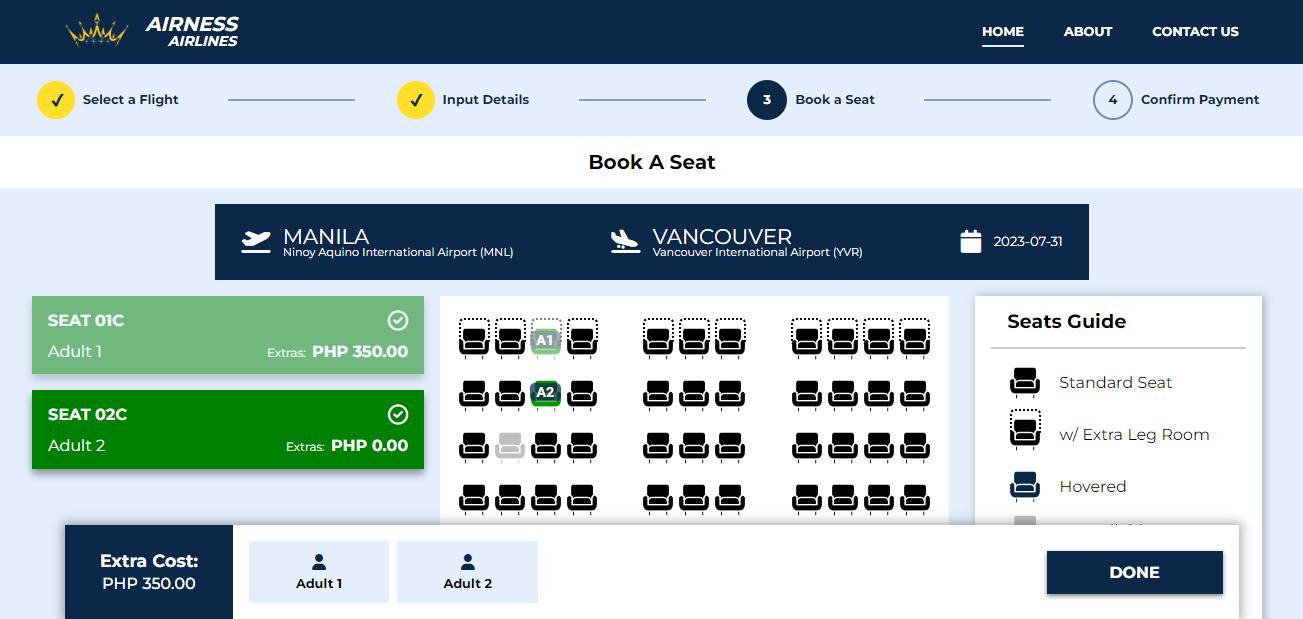 AIRNESS
AIRLINES
HOME
ABOUT
CONTACT US
Select a Flight
Input Details
3
Book a Seat
4
Confirm Payment
Book A Seat
MANILA
Ninoy Aquino International Airport (MNL)
VANCOUVER
Vancouver International Airport (YVR)
2023-07-31
SEAT 01C
Adult 1
Extras: PHP 350.00
SEAT 02C
Adult 2
Extras: PHP 0.00
A1
A2
Seats Guide
Standard Seat
w/ Extra Leg Room
Hovered
Extra Cost:
PHP 350.00
Adult 1
Adult 2
DONE